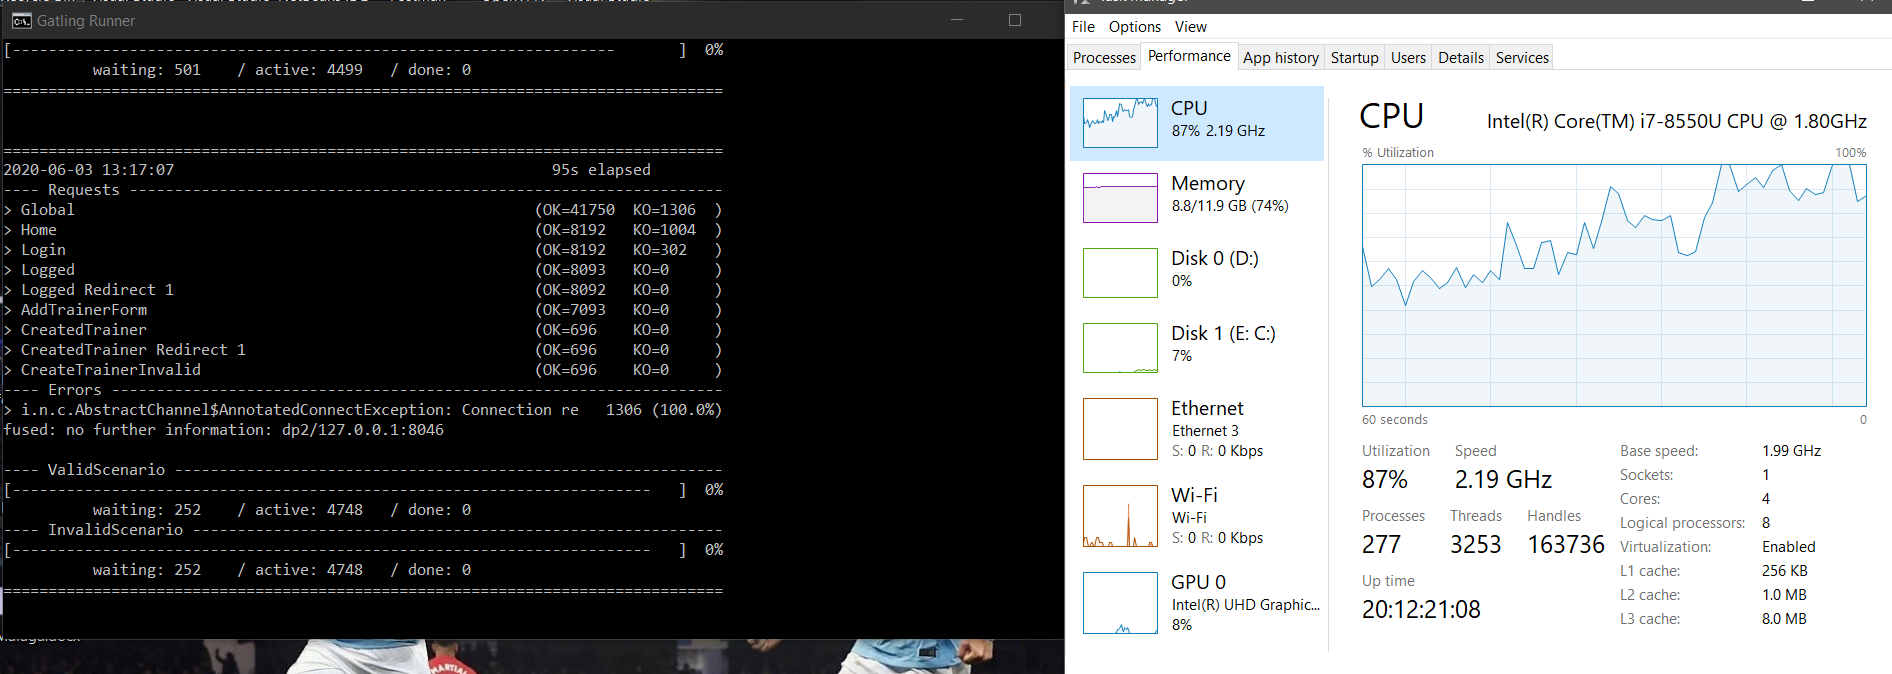 Gatling Runner
[-------------------------------------------------------------------       ]  0%
waiting: 501    / active: 4499   / done: 0
================================================================================
================================================================================
2020-06-03 13:17:07                                          95s elapsed
---- Requests ------------------------------------------------------------------
> Global                                                   (OK=41750  KO=1306  )
> Home                                                     (OK=8192   KO=1004  )
> Login                                                    (OK=8192   KO=302   )
> Logged                                                   (OK=8093   KO=0     )
> Logged Redirect 1                                        (OK=8092   KO=0     )
> AddTrainerForm                                           (OK=7093   KO=0     )
> CreatedTrainer                                           (OK=696    KO=0     )
> CreatedTrainer Redirect 1                                (OK=696    KO=0     )
> CreateTrainerInvalid                                     (OK=696    KO=0     )
---- Errors --------------------------------------------------------------------
> i.n.c.AbstractChannel$AnnotatedConnectException: Connection re   1306 (100.0%)
fused: no further information: dp2/127.0.0.1:8046
---- ValidScenario -------------------------------------------------------------
[-----------------------------------------------------------------------   ]  0%
waiting: 252    / active: 4748   / done: 0
---- InvalidScenario -----------------------------------------------------------
[-----------------------------------------------------------------------   ]  0%
waiting: 252    / active: 4748   / done: 0
================================================================================
MARTIAL
File Options View
Processes Performance App history Startup Users Details Services
CPU
87% 2.19 GHz
Memory
8.8/11.9 GB (74%)
Disk 0 (D:)
0%
Disk 1 (E: C:)
7%
Ethernet
Ethernet 3
S: 0 R: 0 Kbps
Wi-Fi
Wi-Fi
S: 0 R: 0 Kbps
GPU 0
Intel(R) UHD Graphic...
8%
CPU Intel(R) Core(TM) i7-8550U CPU @ 1.80GHz
% Utilization 100%
60 seconds 0
Utilization Speed
87% 2.19 GHz
Processes Threads Handles
277 3253 163736
Up time
20:12:21:08
Base speed: 1.99 GHz
Sockets: 1
Cores: 4
Logical processors: 8
Virtualization: Enabled
L1 cache: 256 KB
L2 cache: 1.0 MB
L3 cache: 8.0 MB